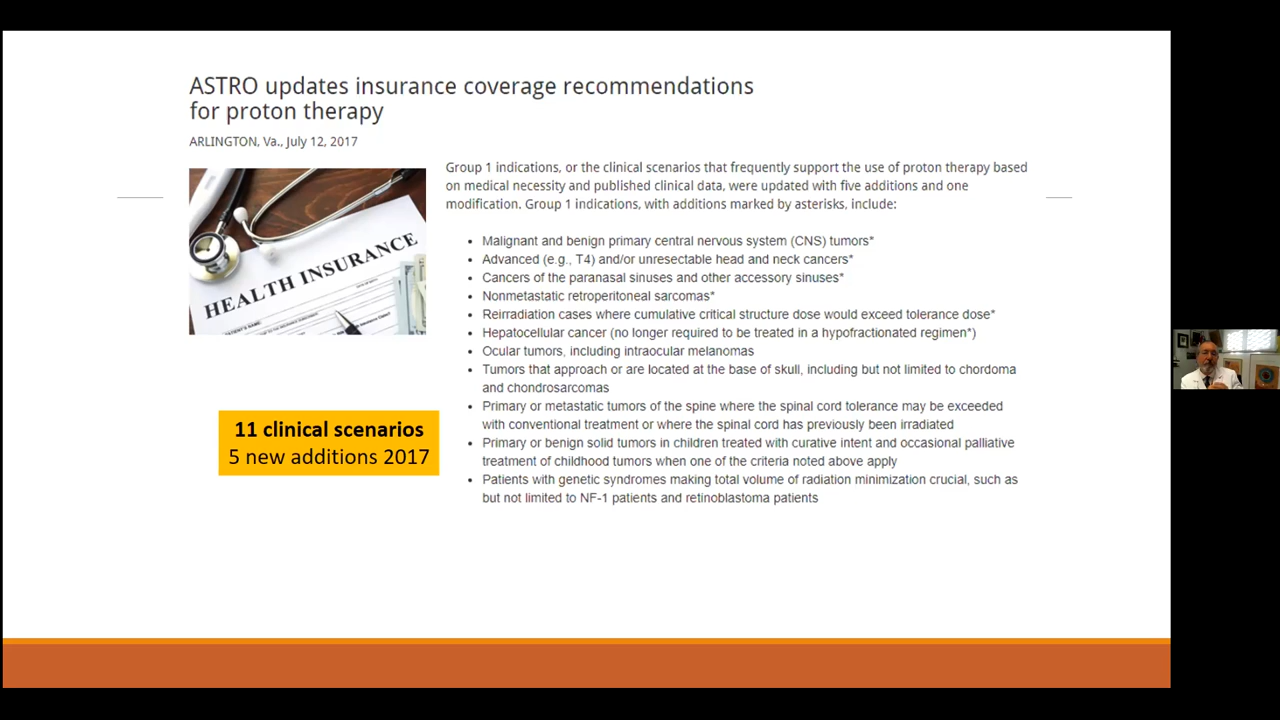 ASTRO updates insurance coverage recommendations
for proton therapy
ARLINGTON, Va., July 12, 2017
HEALTH INSURANCE
Group 1 indications, or the clinical scenarios that frequently support the use of proton therapy based
on medical necessity and published clinical data, were updated with five additions and one
modification. Group 1 indications, with additions marked by asterisks, include:
• Malignant and benign primary central nervous system (CNS) tumors*
• Advanced (e.g., T4) and/or unresectable head and neck cancers*
• Cancers of the paranasal sinuses and other accessory sinuses*
• Nonmetastatic retroperitoneal sarcomas*
• Reirradiation cases where cumulative critical structure dose would exceed tolerance dose*
• Hepatocellular cancer (no longer required to be treated in a hypofractionated regimen*)
• Ocular tumors, including intraocular melanomas
• Tumors that approach or are located at the base of skull, including but not limited to chordoma
and chondrosarcomas
• Primary or metastatic tumors of the spine where the spinal cord tolerance may be exceeded
with conventional treatment or where the spinal cord has previously been irradiated
• Primary or benign solid tumors in children treated with curative intent and occasional palliative
treatment of childhood tumors when one of the criteria noted above apply
• Patients with genetic syndromes making total volume of radiation minimization crucial, such as
but not limited to NF-1 patients and retinoblastoma patients
11 clinical scenarios
5 new additions 2017